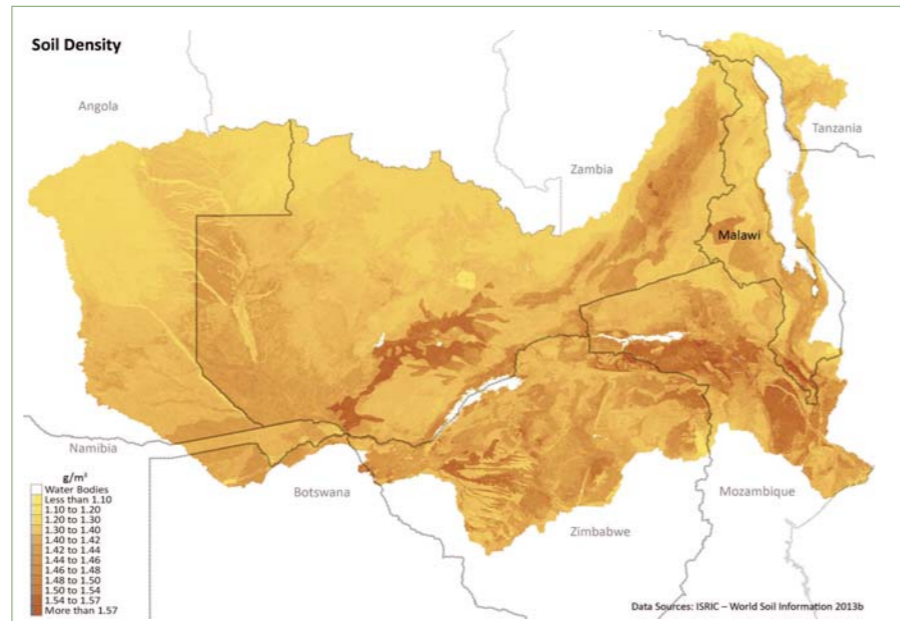 Soil Density
Angola
Tanzania
Zambia
Malawi
Namibia
Botswana
Mozambique
Zimbabwe
g/m³
Water Bodies
Less than 1.10
1.10 to 1.20
1.20 to 1.30
1.30 to 1.40
1.40 to 1.42
1.42 to 1.44
1.44 to 1.46
1.46 to 1.48
1.48 to 1.50
1.50 to 1.54
1.54 to 1.57
More than 1.57
Data Sources: ISRIC – World Soil Information 2013b